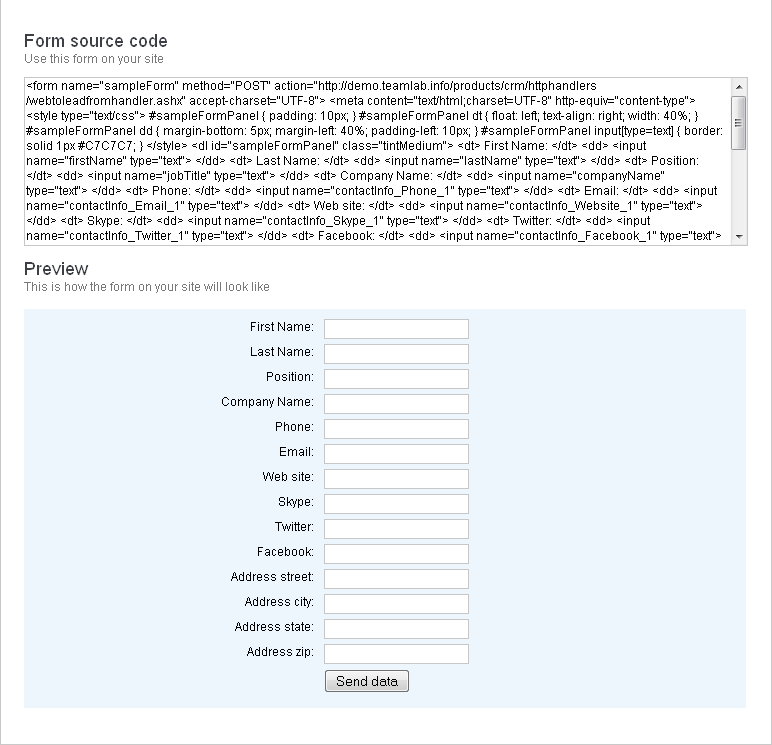 Form source code
Use this form on your site
<form name="sampleForm" method="POST" action="http://demo.teamlab.info/products/crm/httphandlers
/webtoleadfromhandler.ashx" accept-charset="UTF-8"> <meta content="text/html;charset=UTF-8" http-equiv="content-type">
<style type="text/css"> #sampleFormPanel { padding: 10px; } #sampleFormPanel dt { float: left; text-align: right; width: 40%; }
#sampleFormPanel dd { margin-bottom: 5px; margin-left: 40%; padding-left: 10px; } #sampleFormPanel input[type=text] { border:
solid 1px #C7C7C7; } </style> <dl id="sampleFormPanel" class="tintMedium"> <dt> First Name: </dt> <dd> <input
name="firstName" type="text"> </dd> <dt> Last Name: </dt> <dd> <input name="lastName" type="text"> </dd> <dt> Position:
</dt> <dd> <input name="jobTitle" type="text"> </dd> <dt> Company Name: </dt> <dd> <input name="companyName"
type="text"> </dd> <dt> Phone: </dt> <dd> <input name="contactInfo_Phone_1" type="text"> </dd> <dt> Email: </dt> <dd> <input
name="contactInfo_Email_1" type="text"> </dd> <dt> Web site: </dt> <dd> <input name="contactInfo_Website_1" type="text">
</dd> <dt> Skype: </dt> <dd> <input name="contactInfo_Skype_1" type="text"> </dd> <dt> Twitter: </dt> <dd> <input
name="contactInfo_Twitter_1" type="text"> </dd> <dt> Facebook: </dt> <dd> <input name="contactInfo_Facebook_1" type="text">
Preview
This is how the form on your site will look like
First Name:
Last Name:
Position:
Company Name:
Phone:
Email:
Web site:
Skype:
Twitter:
Facebook:
Address street:
Address city:
Address state:
Address zip:
Send data